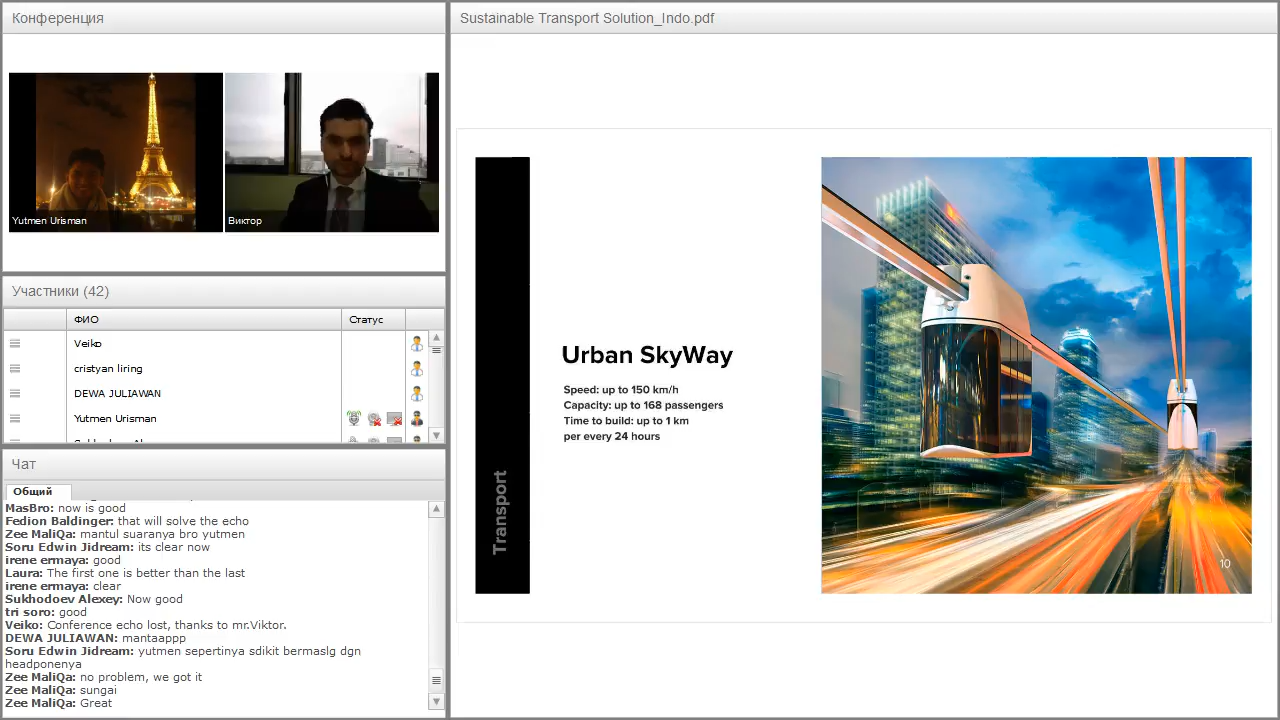 Конференция
Yutmen Urisman
Виктор
Участники (42)
ФИО
Статус
Veiko
cristyan liring
DEWA JULIAWAN
Yutmen Urisman
Чат
Общий
MasBro: now is good
Fedion Baldinger: that will solve the echo
Zee MaliQa: mantul suaranya bro yutmen
Soru Edwin Jidream: its clear now
irene ermaya: good
Laura: The first one is better than the last
irene ermaya: clear
Sukhodoev Alexey: Now good
tri soro: good
Veiko: Conference echo lost, thanks to mr.Viktor.
DEWA JULIAWAN: mantaappp
Soru Edwin Jidream: yutmen sepertinya sdikit bermaslg dgn
headponenya
Zee MaliQa: no problem, we got it
Zee MaliQa: sungai
Zee MaliQa: Great
Sustainable Transport Solution_Indo.pdf
Transport
Urban SkyWay
Speed: up to 150 km/h
Capacity: up to 168 passengers
Time to build: up to 1 km
per every 24 hours
10